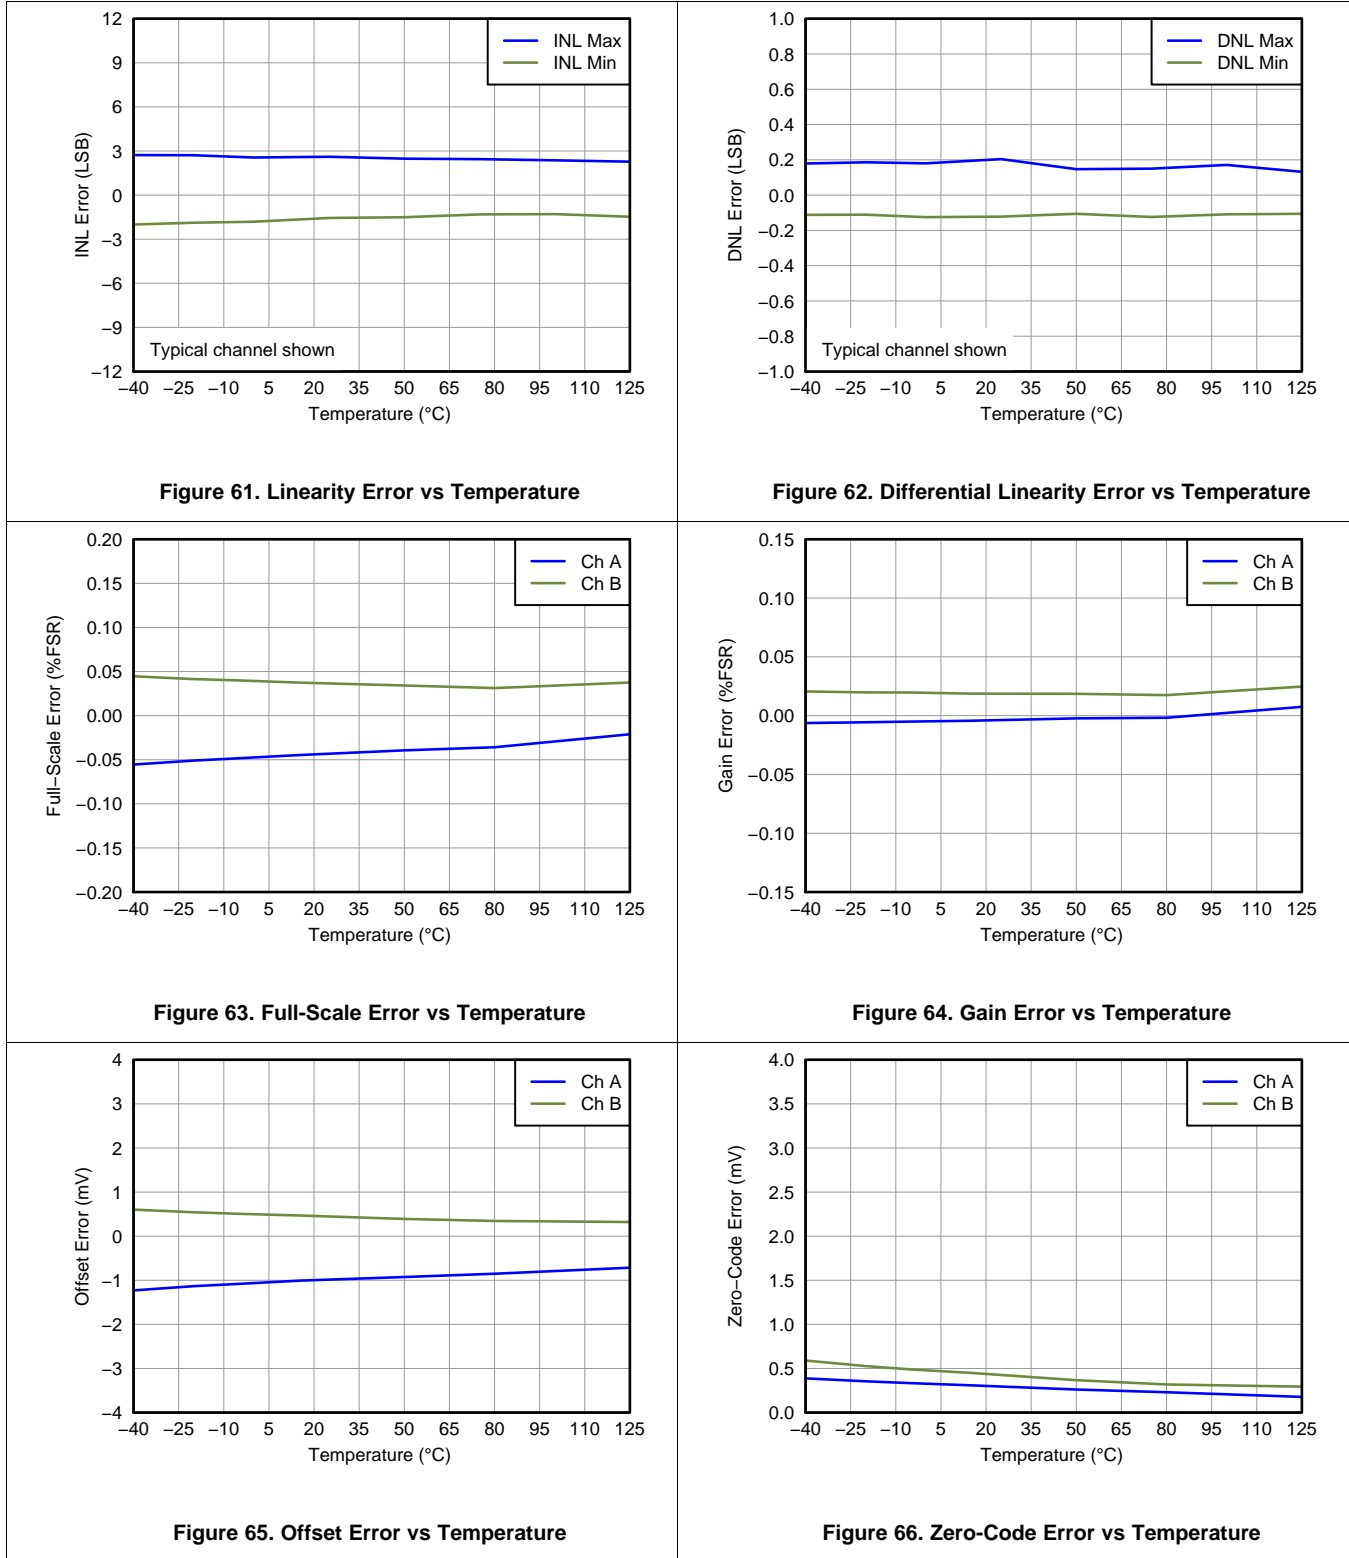 12
9
6
3
0
−3
−6
−9
−12
INL Error (LSB)
INL Max
INL Min
Typical channel shown
−40 −25 −10 5 20 35 50 65 80 95 110 125
Temperature (°C)
Figure 61. Linearity Error vs Temperature
1.0
0.8
0.6
0.4
0.2
0.0
−0.2
−0.4
−0.6
−0.8
−1.0
DNL Error (LSB)
DNL Max
DNL Min
Typical channel shown
−40 −25 −10 5 20 35 50 65 80 95 110 125
Temperature (°C)
Figure 62. Differential Linearity Error vs Temperature
0.20
0.15
0.10
0.05
0.00
−0.05
−0.10
−0.15
−0.20
Full−Scale Error (%FSR)
Ch A
Ch B
−40 −25 −10 5 20 35 50 65 80 95 110 125
Temperature (°C)
Figure 63. Full-Scale Error vs Temperature
0.15
0.10
0.05
0.00
−0.05
−0.10
−0.15
Gain Error (%FSR)
Ch A
Ch B
−40 −25 −10 5 20 35 50 65 80 95 110 125
Temperature (°C)
Figure 64. Gain Error vs Temperature
4
3
2
1
0
−1
−2
−3
−4
Offset Error (mV)
Ch A
Ch B
−40 −25 −10 5 20 35 50 65 80 95 110 125
Temperature (°C)
Figure 65. Offset Error vs Temperature
4.0
3.5
3.0
2.5
2.0
1.5
1.0
0.5
0.0
Zero−Code Error (mV)
Ch A
Ch B
−40 −25 −10 5 20 35 50 65 80 95 110 125
Temperature (°C)
Figure 66. Zero-Code Error vs Temperature